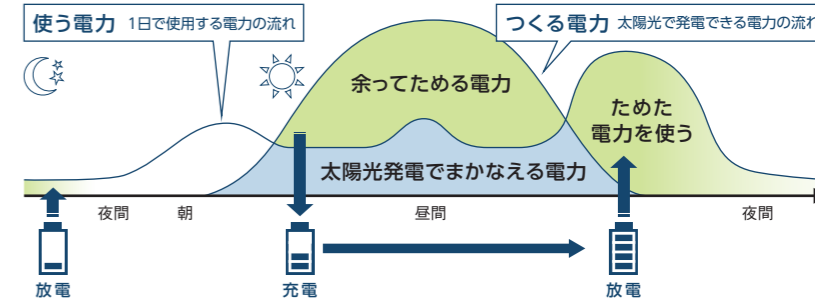 使う電力 1日で使用する電力の流れ
つくる電力 太陽光で発電できる電力の流れ
余ってためる電力
ためた
電力を使う
太陽光発電でまかなえる電力
夜間
朝
昼間
夜間
放電
充電
放電